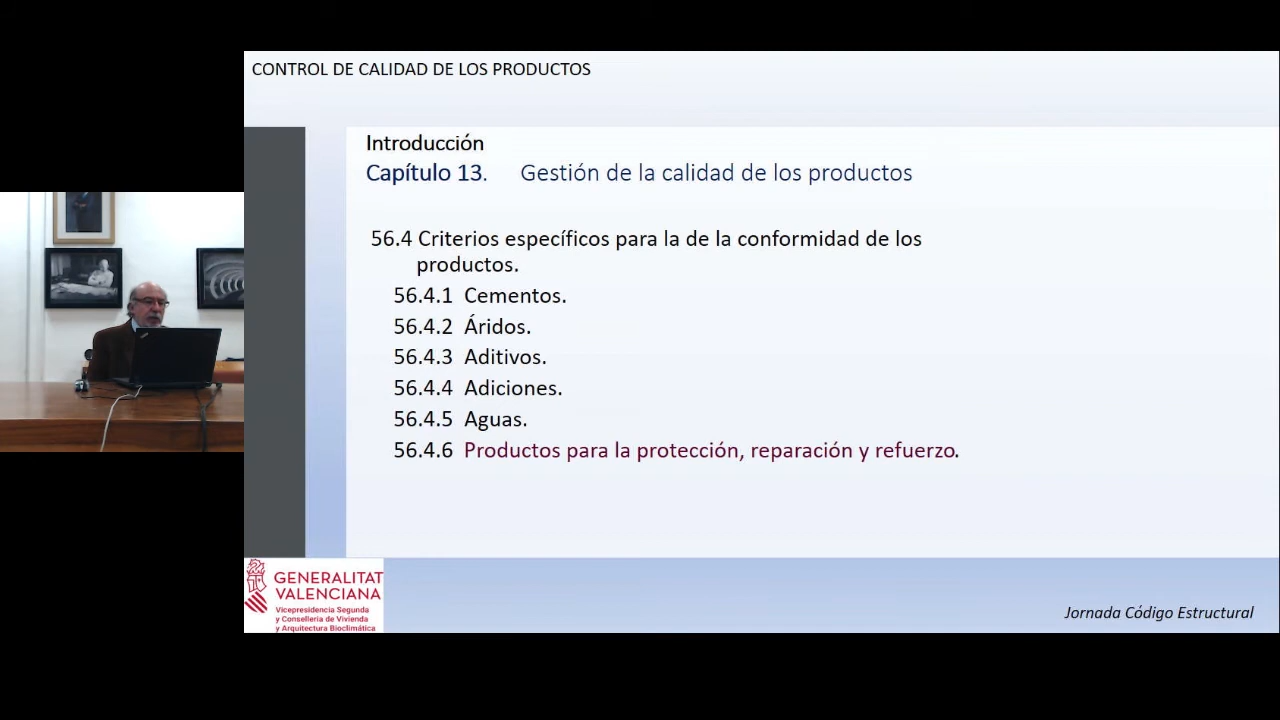 CONTROL DE CALIDAD DE LOS PRODUCTOS
Introducción
Capítulo 13. Gestión de la calidad de los productos
56.4 Criterios específicos para la de la conformidad de los
productos.
56.4.1 Cementos.
56.4.2 Áridos.
56.4.3 Aditivos.
56.4.4 Adiciones.
56.4.5 Aguas.
56.4.6 Productos para la protección, reparación y refuerzo.
GENERALITAT
VALENCIANA
Vicepresidencia Segunda
y Conselleria de Vivienda
y Arquitectura Bioclimática
Jornada Código Estructural